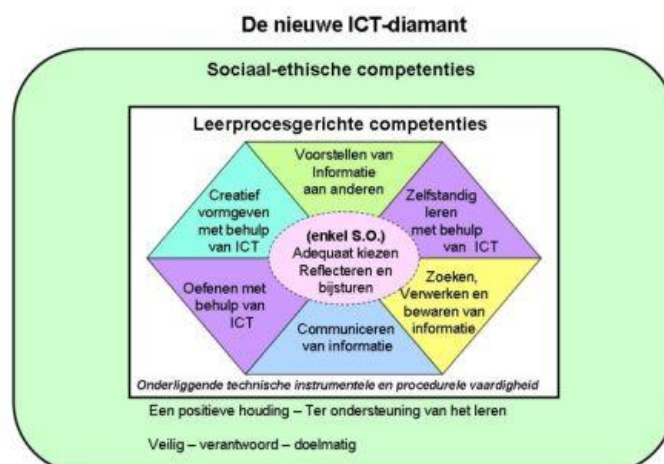 De nieuwe ICT-diamant
Sociaal-ethische competenties
Leerprocesgerichte competenties
Voorstellen van
Informatie
aan anderen
Creatief
vormgeven
met behulp
van ICT
Zelfstandig
leren
met behulp
van ICT
(enkel S.O.)
Adequaat kiezen
Reflecteren en
bijsturen
Oefenen met
behulp van
ICT
Zoeken,
Verwerken en
bewaren van
informatie
Communiceren
van informatie
Onderliggende technische instrumentele en procedurele vaardigheid
Een positieve houding – Ter ondersteuning van het leren
Veilig – verantwoord – doelmatig